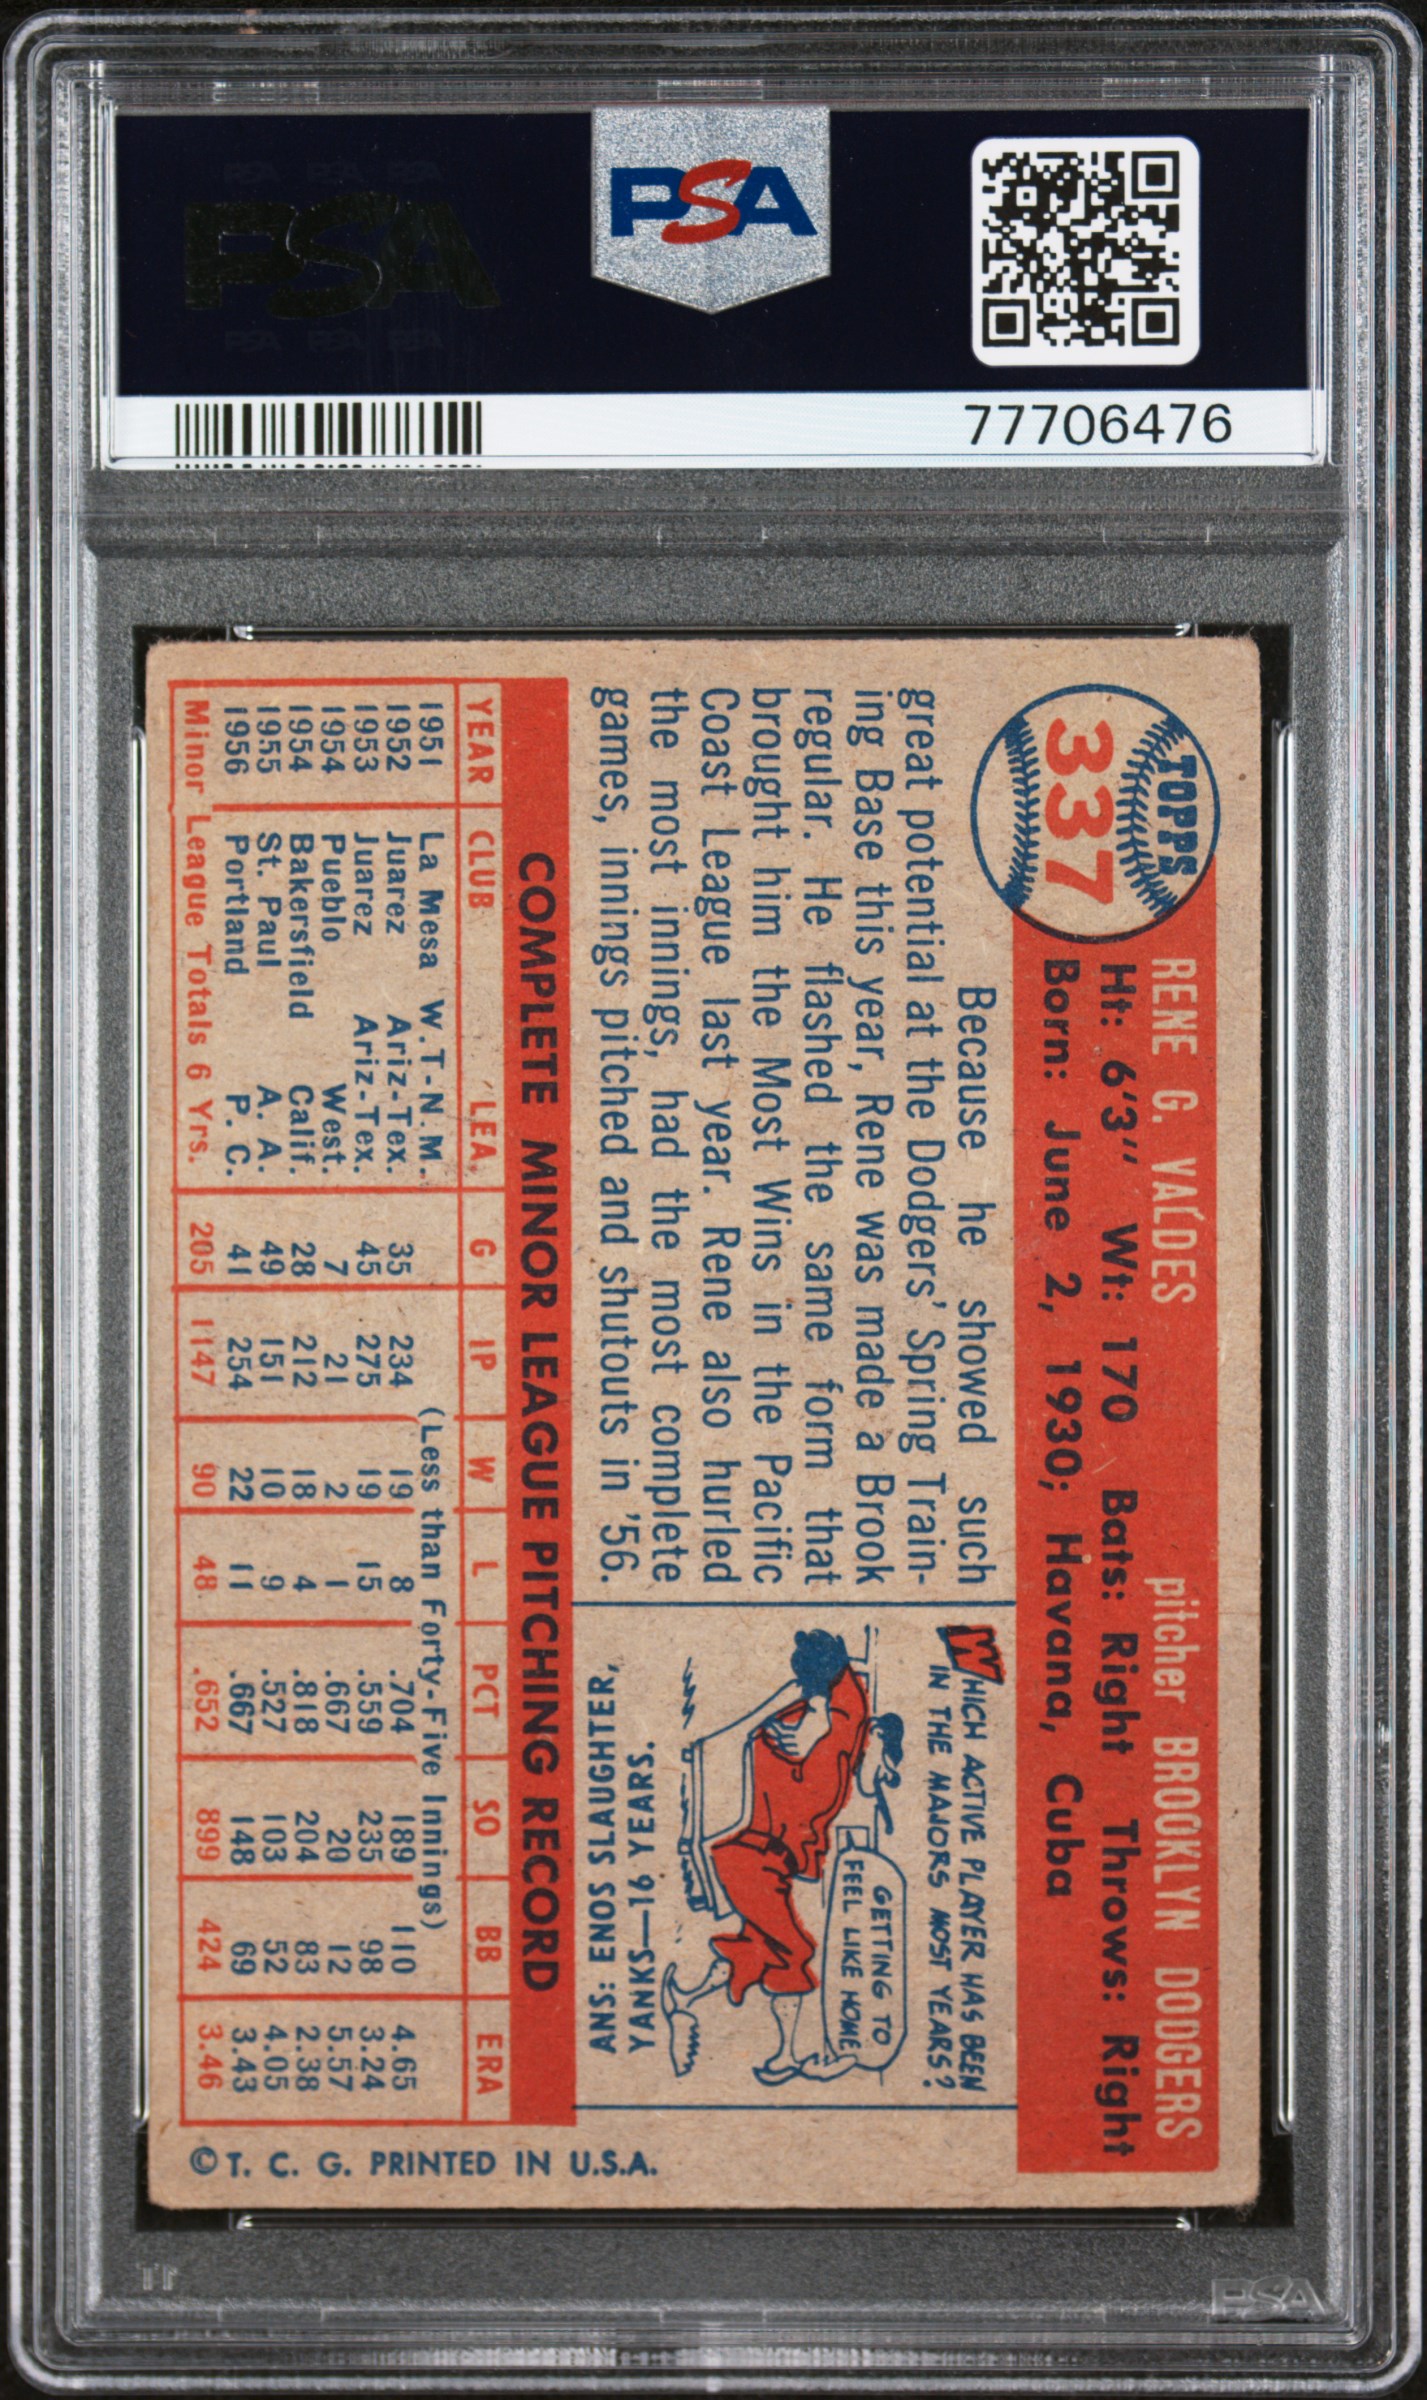 PSA
77706476
TOPPS
337
RENE G. VALDES pitcher BROOKLYN DODGERS
Ht: 6'3" Wt: 170 Bats: Right Throws: Right
Born: June 2, 1930; Havana, Cuba
Because he showed such
great potential at the Dodgers' Spring Train-
ing Base this year, Rene was made a Brook
regular. He flashed the same form that
brought him the Most Wins in the Pacific
Coast League last year. Rene also hurled
the most innings, had the most complete
games, innings pitched and shutouts in '56.
WHICH ACTIVE PLAYER HAS BEEN
IN THE MANORS MOST YEARS?
GETTING TO
FEEL LIKE HOME
ANS: ENOS SLAUGHTER,
YANKS—16 YEARS.
COMPLETE MINOR LEAGUE PITCHING RECORD
YEAR CLUB LEA. G IP W L PCT SO BB ERA
1951 La Mesa W.T-N.M. (Less than Forty-Five Innings)
1952 Juarez Ariz-Tex. 35 234 19 8 .704 189 110 4.65
1953 Juarez Ariz-Tex. 45 275 19 15 .559 235 98 3.24
1954 Pueblo West. 7 21 2 1 .667 20 12 5.57
1954 Bakersfield Calif. 28 212 18 4 .818 204 83 2.38
1955 St. Paul A. A. 49 151 10 9 .527 103 52 4.05
1956 Portland P. C. 41 254 22 11 .667 148 69 3.43
Minor League Totals 6 Yrs. 205 1147 90 48 .652 899 424 3.46
©T. C. G. PRINTED IN U.S.A.
PSA